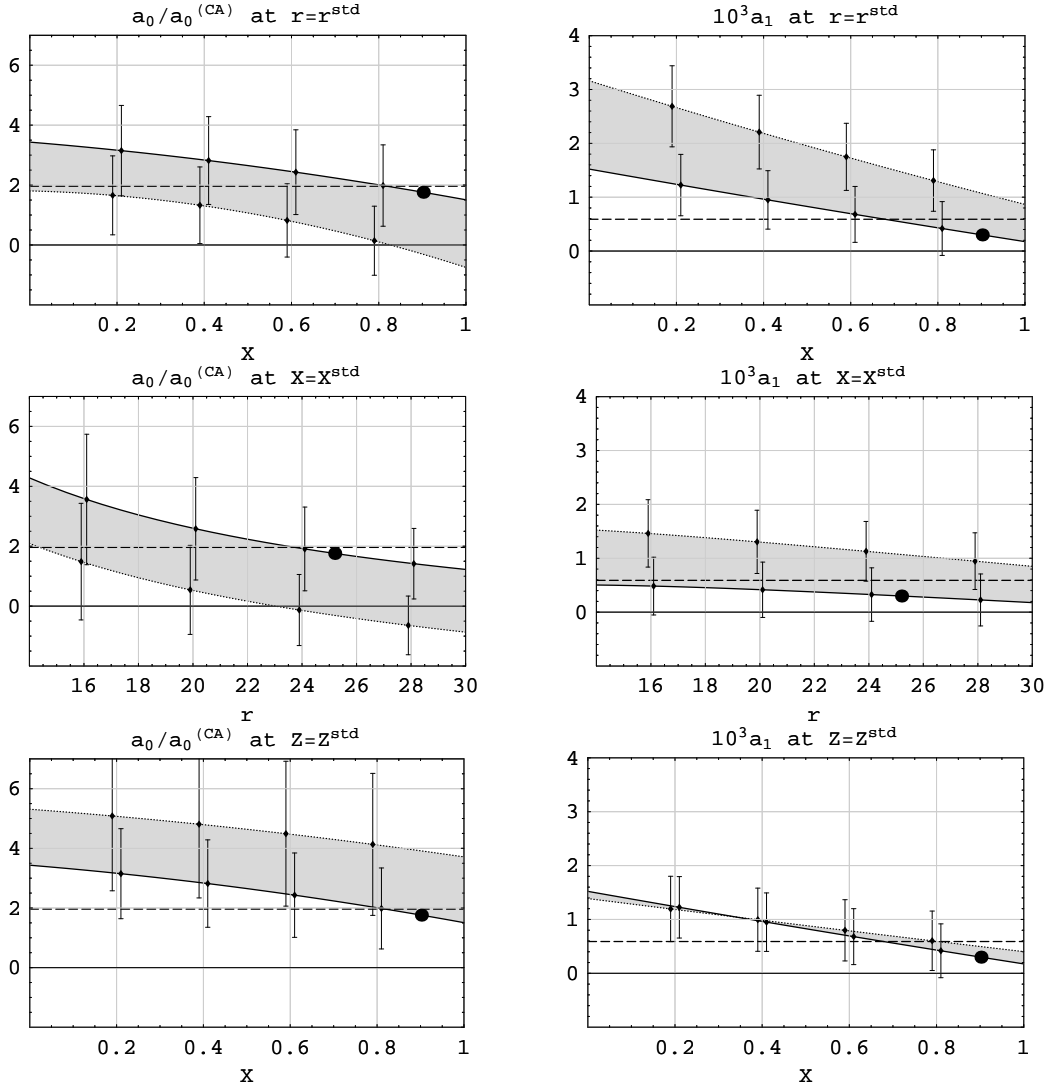 a₀/a₀⁽ᶜᴬ⁾ at r=rˢᵗᵈ
6
4
2
0
0.2 0.4 0.6 0.8 1
X
10³a₁ at r=rˢᵗᵈ
4
3
2
1
0
0.2 0.4 0.6 0.8 1
X
a₀/a₀⁽ᶜᴬ⁾ at X=Xˢᵗᵈ
6
4
2
0
16 18 20 22 24 26 28 30
r
10³a₁ at X=Xˢᵗᵈ
4
3
2
1
0
16 18 20 22 24 26 28 30
r
a₀/a₀⁽ᶜᴬ⁾ at Z=Zˢᵗᵈ
6
4
2
0
0.2 0.4 0.6 0.8 1
X
10³a₁ at Z=Zˢᵗᵈ
4
3
2
1
0
0.2 0.4 0.6 0.8 1
X